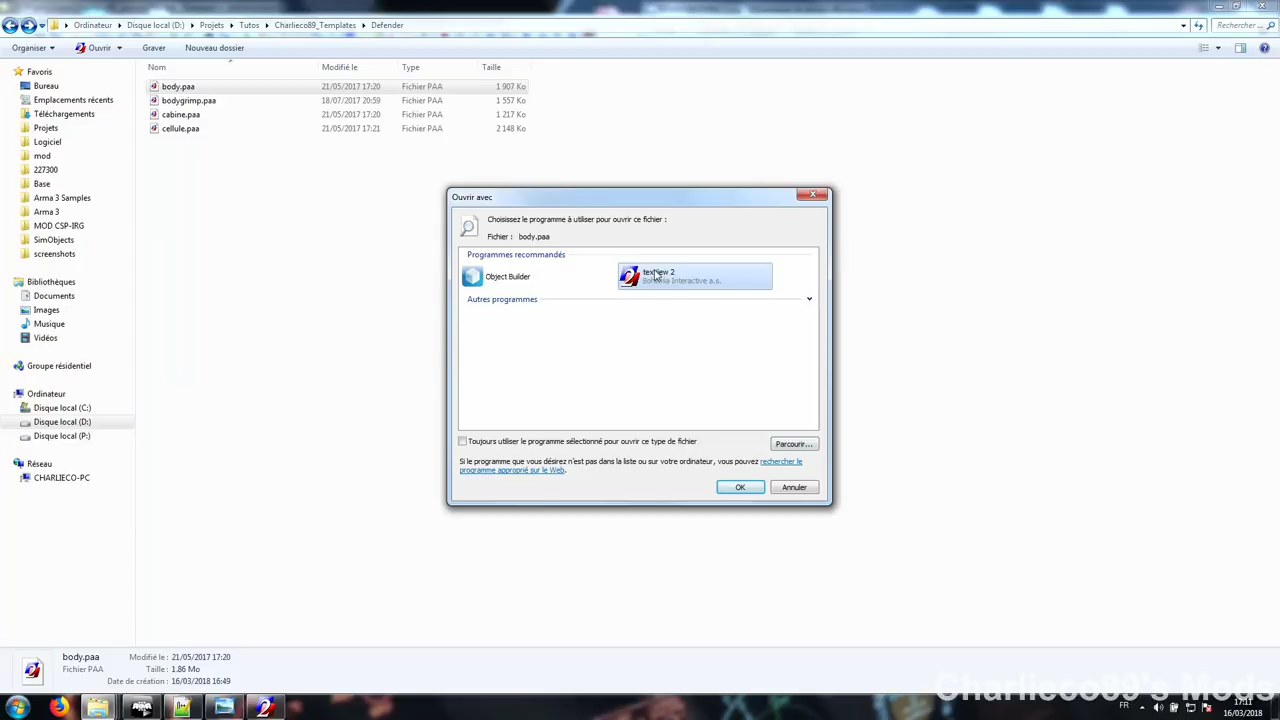 Ordinateur
Disque local (D:)
Projets
Tutos
Charlieco89_Templates
Defender
Rechercher ...
Organiser
Ouvrir
Graver
Nouveau dossier
Nom
Modifié le
Type
Taille
body.paa 21/05/2017 17:20 Fichier PAA 1 907 Ko
bodygrimp.paa 18/07/2017 20:59 Fichier PAA 1 557 Ko
cabine.paa 21/05/2017 17:20 Fichier PAA 1 217 Ko
cellule.paa 21/05/2017 17:21 Fichier PAA 2 148 Ko
Favoris
Bureau
Emplacements récents
Téléchargements
Projets
Logiciel
mod
227300
Base
Arma 3 Samples
Arma 3
MOD CSP-IRG
SimObjects
screenshots
Bibliothèques
Documents
Images
Musique
Vidéos
Groupe résidentiel
Ordinateur
Disque local (C:)
Disque local (D:)
Disque local (P:)
Réseau
CHARLIECO-PC
Ouvrir avec
Choisissez le programme à utiliser pour ouvrir ce fichier :
Fichier : body.paa
Programmes recommandés
Object Builder
texView 2
Bohemia Interactive a.s.
Autres programmes
Toujours utiliser le programme sélectionné pour ouvrir ce type de fichier
Parcourir...
Si le programme que vous désirez n'est pas dans la liste ou sur votre ordinateur, vous pouvez rechercher le
programme approprié sur le Web.
OK
Annuler
body.paa Modifié le : 21/05/2017 17:20
Fichier PAA Taille : 1.86 Mo
Date de création : 16/03/2018 16:49
Charlieco89's Mods
FR
17:11
16/03/2018